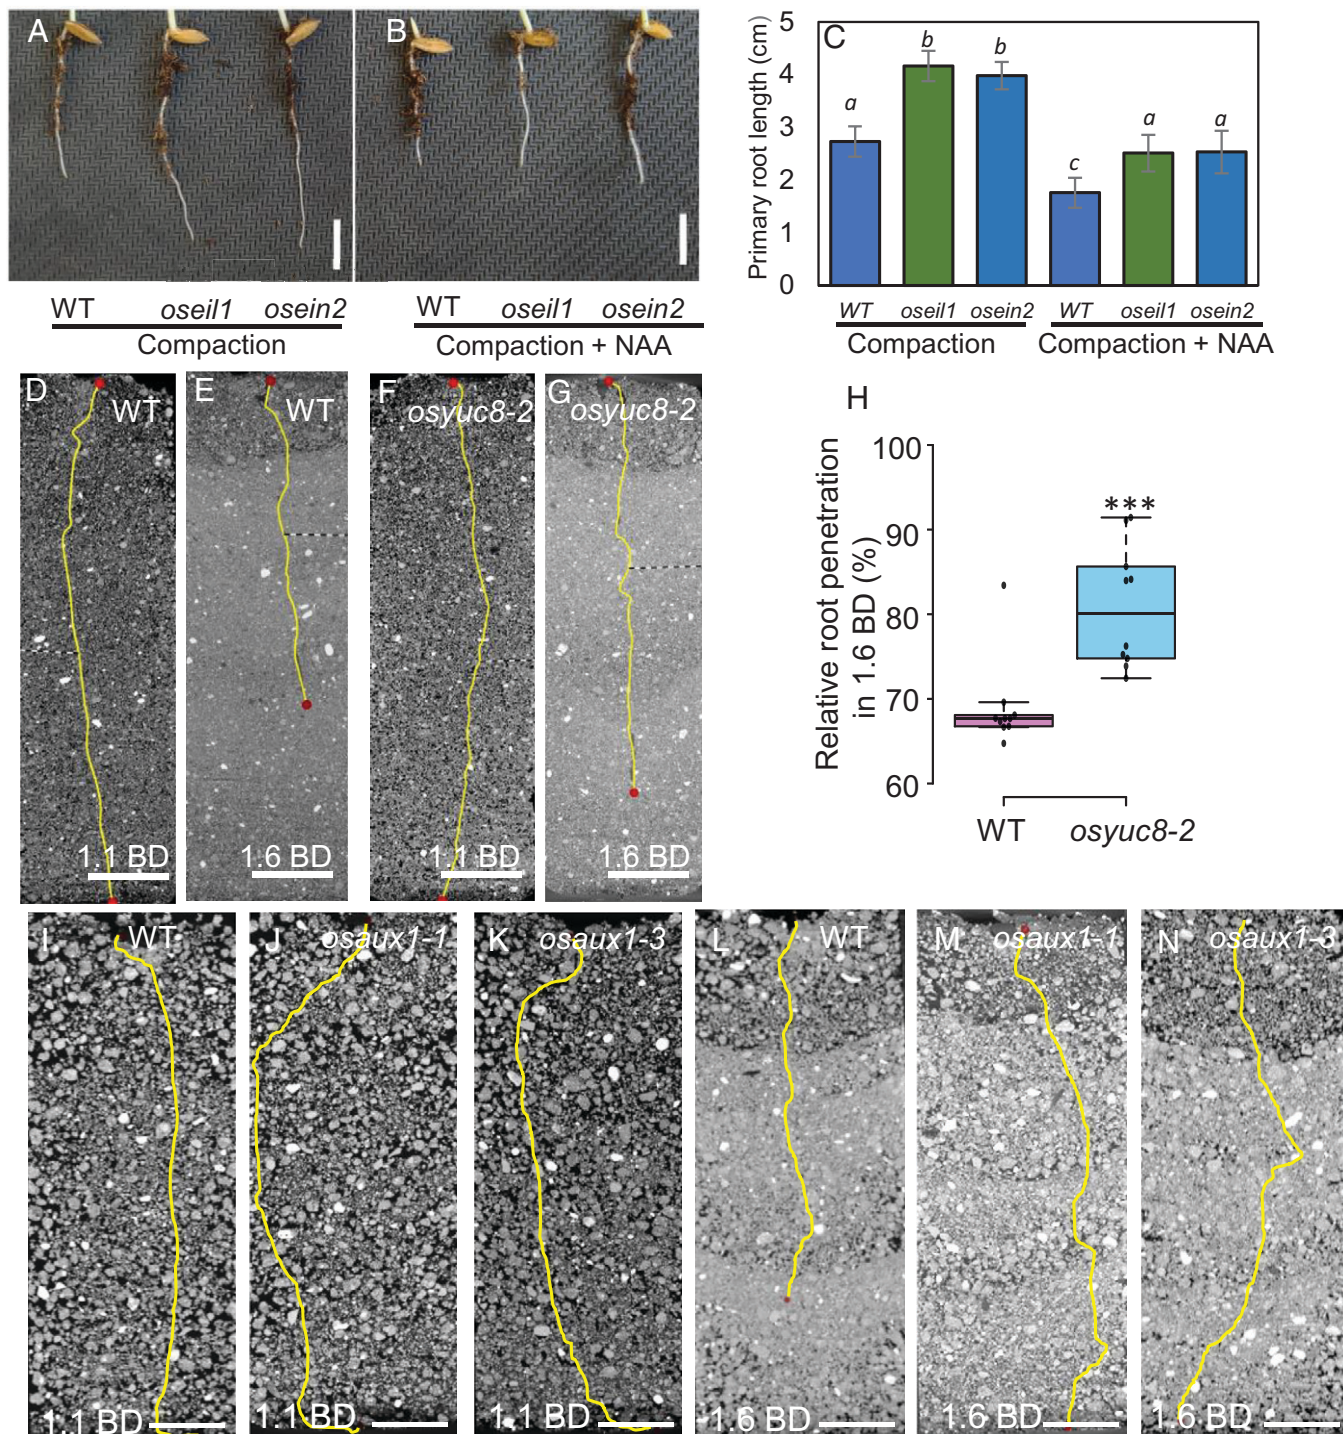 A
B
WT oseil1 osein2
Compaction
WT oseil1 osein2
Compaction + NAA
C
Primary root length (cm)
5
4
3
2
1
0
a
b
b
c
a
a
WT oseil1 osein2 WT oseil1 osein2
Compaction Compaction + NAA
D
WT
1.1 BD
E
WT
1.6 BD
F
osyuc8-2
1.1 BD
G
osyuc8-2
1.6 BD
H
Relative root penetration
in 1.6 BD (%)
100
90
80
70
60
***
WT osyuc8-2
I
WT
1.1 BD
J
osaux1-1
1.1 BD
K
osaux1-3
1.1 BD
L
WT
1.6 BD
M
osaux1-1
1.6 BD
N
osaux1-3
1.6 BD